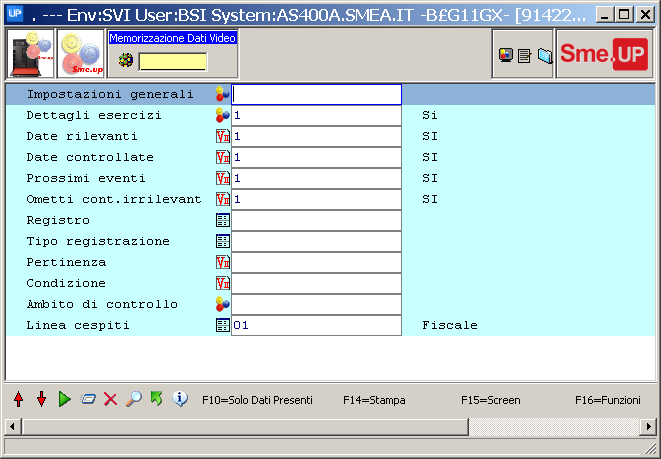 UP . --- Env:SVI User:BSI System:AS400A.SMEA.IT -B£G11GX- [91422...
Sme.up
Sme.up
Memorizzazione Dati Video
Sme.UP
Impostazioni generali
Dettagli esercizi 1 Si
Date rilevanti 1 SI
Date controllate 1 SI
Prossimi eventi 1 SI
Ometti cont.irrilevant 1 SI
Registro
Tipo registrazione
Pertinenza
Condizione
Ambito di controllo
Linea cespiti 01 Fiscale
F10=Solo Dati Presenti F14=Stampa F15=Screen F16=Funzioni